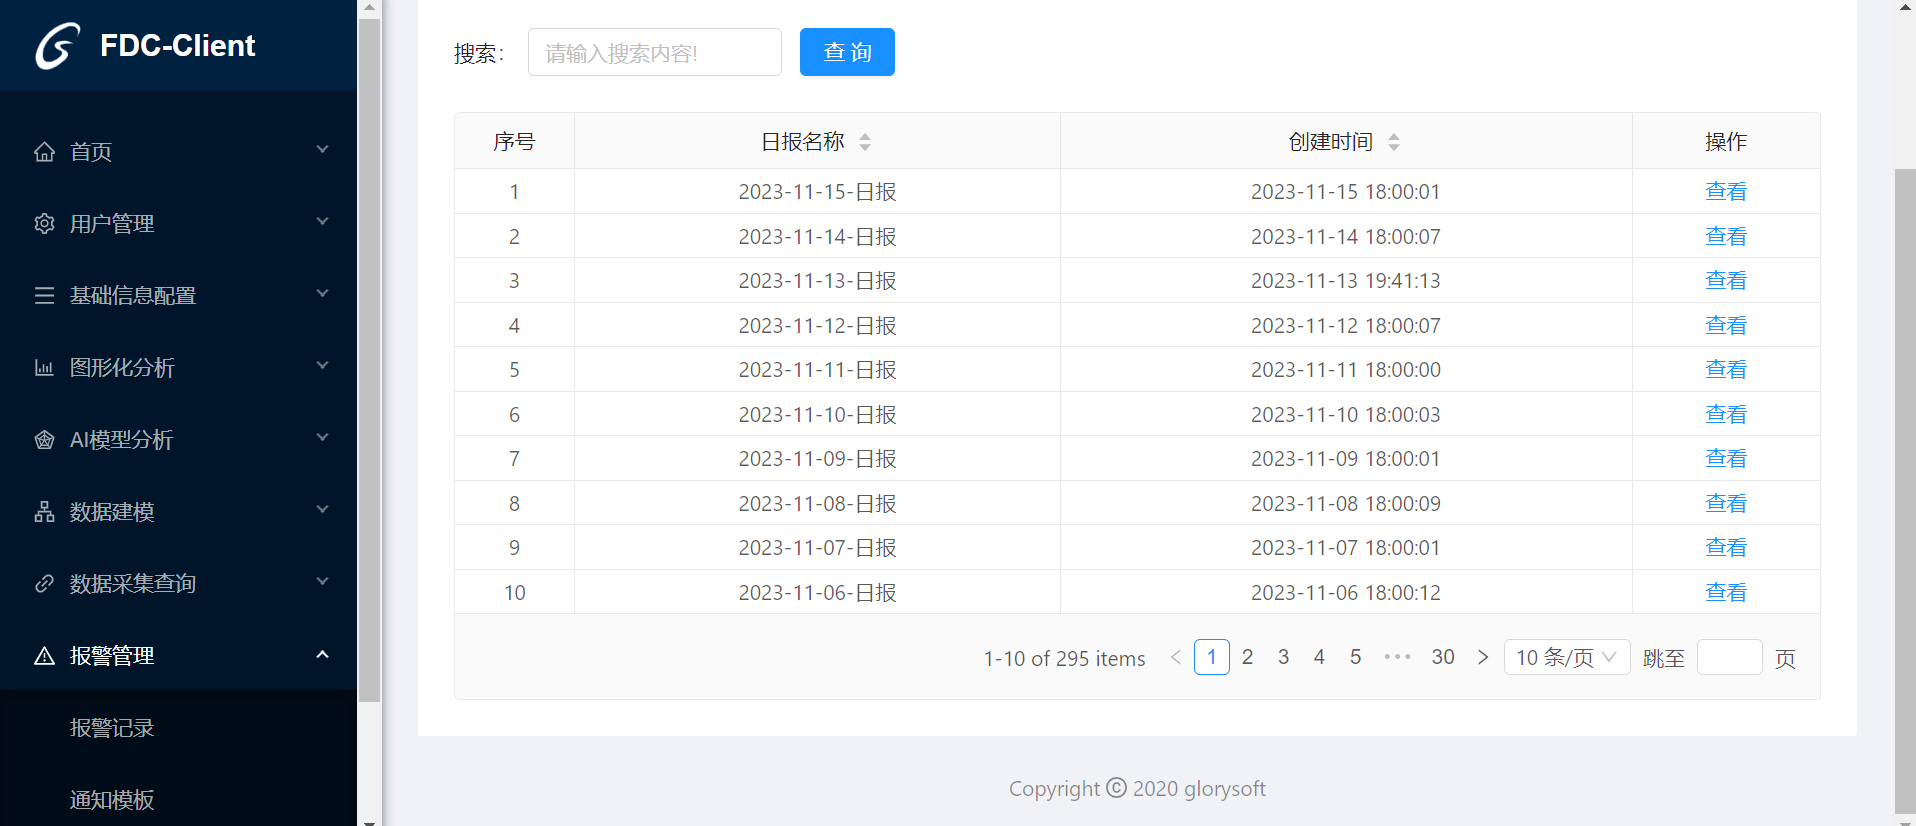 FDC-Client
首页
用户管理
基础信息配置
图形化分析
AI模型分析
数据建模
数据采集查询
报警管理
报警记录
通知模板
搜索: 请输入搜索内容! 查 询
序号 日报名称 创建时间 操作
1 2023-11-15-日报 2023-11-15 18:00:01 查看
2 2023-11-14-日报 2023-11-14 18:00:07 查看
3 2023-11-13-日报 2023-11-13 19:41:13 查看
4 2023-11-12-日报 2023-11-12 18:00:07 查看
5 2023-11-11-日报 2023-11-11 18:00:00 查看
6 2023-11-10-日报 2023-11-10 18:00:03 查看
7 2023-11-09-日报 2023-11-09 18:00:01 查看
8 2023-11-08-日报 2023-11-08 18:00:09 查看
9 2023-11-07-日报 2023-11-07 18:00:01 查看
10 2023-11-06-日报 2023-11-06 18:00:12 查看
1-10 of 295 items < 1 2 3 4 5 ••• 30 > 10 条/页 跳至 页
Copyright © 2020 glorysoft